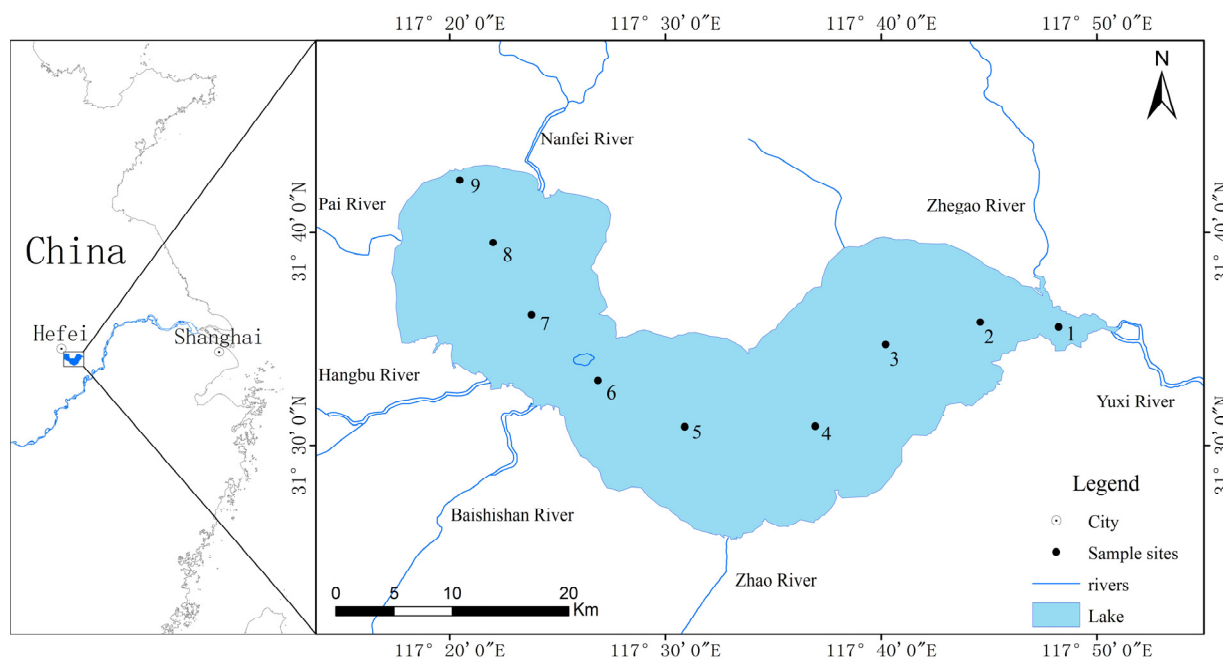 117° 20′ 0″E
117° 30′ 0″E
117° 40′ 0″E
117° 50′ 0″E
N
Nanfei River
9
Pai River
Zhegao River
31° 40′ 0″N
31° 40′ 0″N
8
China
7
2
1
Hefei
Shanghai
3
Hangbu River
6
Yuxi River
5
4
31° 30′ 0″N
31° 30′ 0″N
Legend
Baishishan River
City
Sample sites
Zhao River
rivers
0 5 10 20
Km
Lake
117° 20′ 0″E
117° 30′ 0″E
117° 40′ 0″E
117° 50′ 0″E